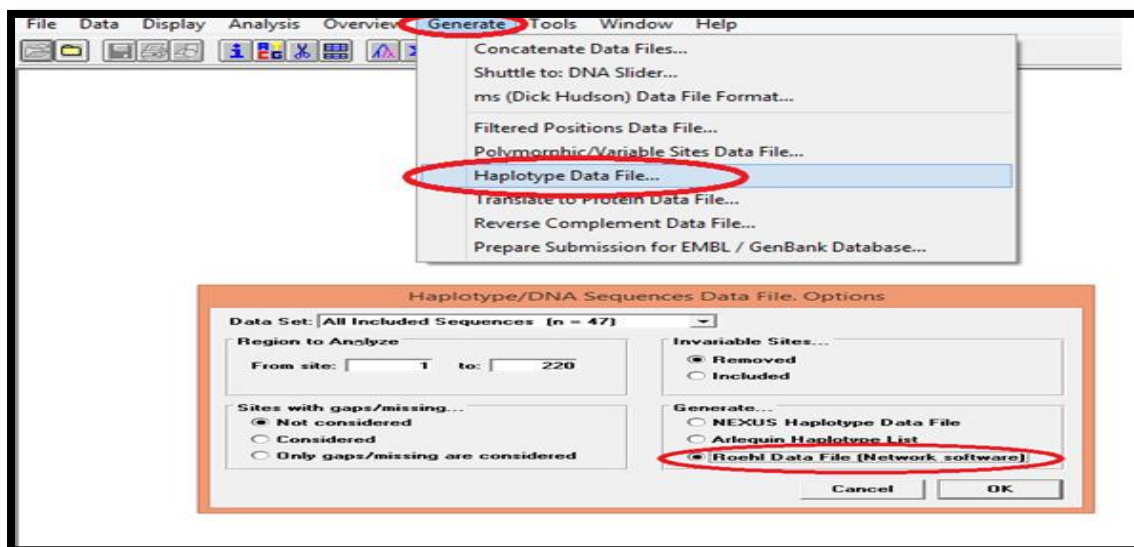 File Data Display Analysis Overview Generate Tools Window Help
Concatenate Data Files...
Shuttle to: DNA Slider...
ms (Dick Hudson) Data File Format...
Filtered Positions Data File...
Polymorphic/Variable Sites Data File...
Haplotype Data File...
Translate to Protein Data File...
Reverse Complement Data File...
Prepare Submission for EMBL / GenBank Database...
Haplotype/DNA Sequences Data File. Options
Data Set: All Included Sequences (n = 47)
Region to Analyze
From site: 1 to: 220
Invariable Sites...
Removed
Included
Sites with gaps/missing...
Not considered
Considered
Only gaps/missing are considered
Generate...
NEXUS Haplotype Data File
Arlequin Haplotype List
Roehl Data File (Network software)
Cancel OK